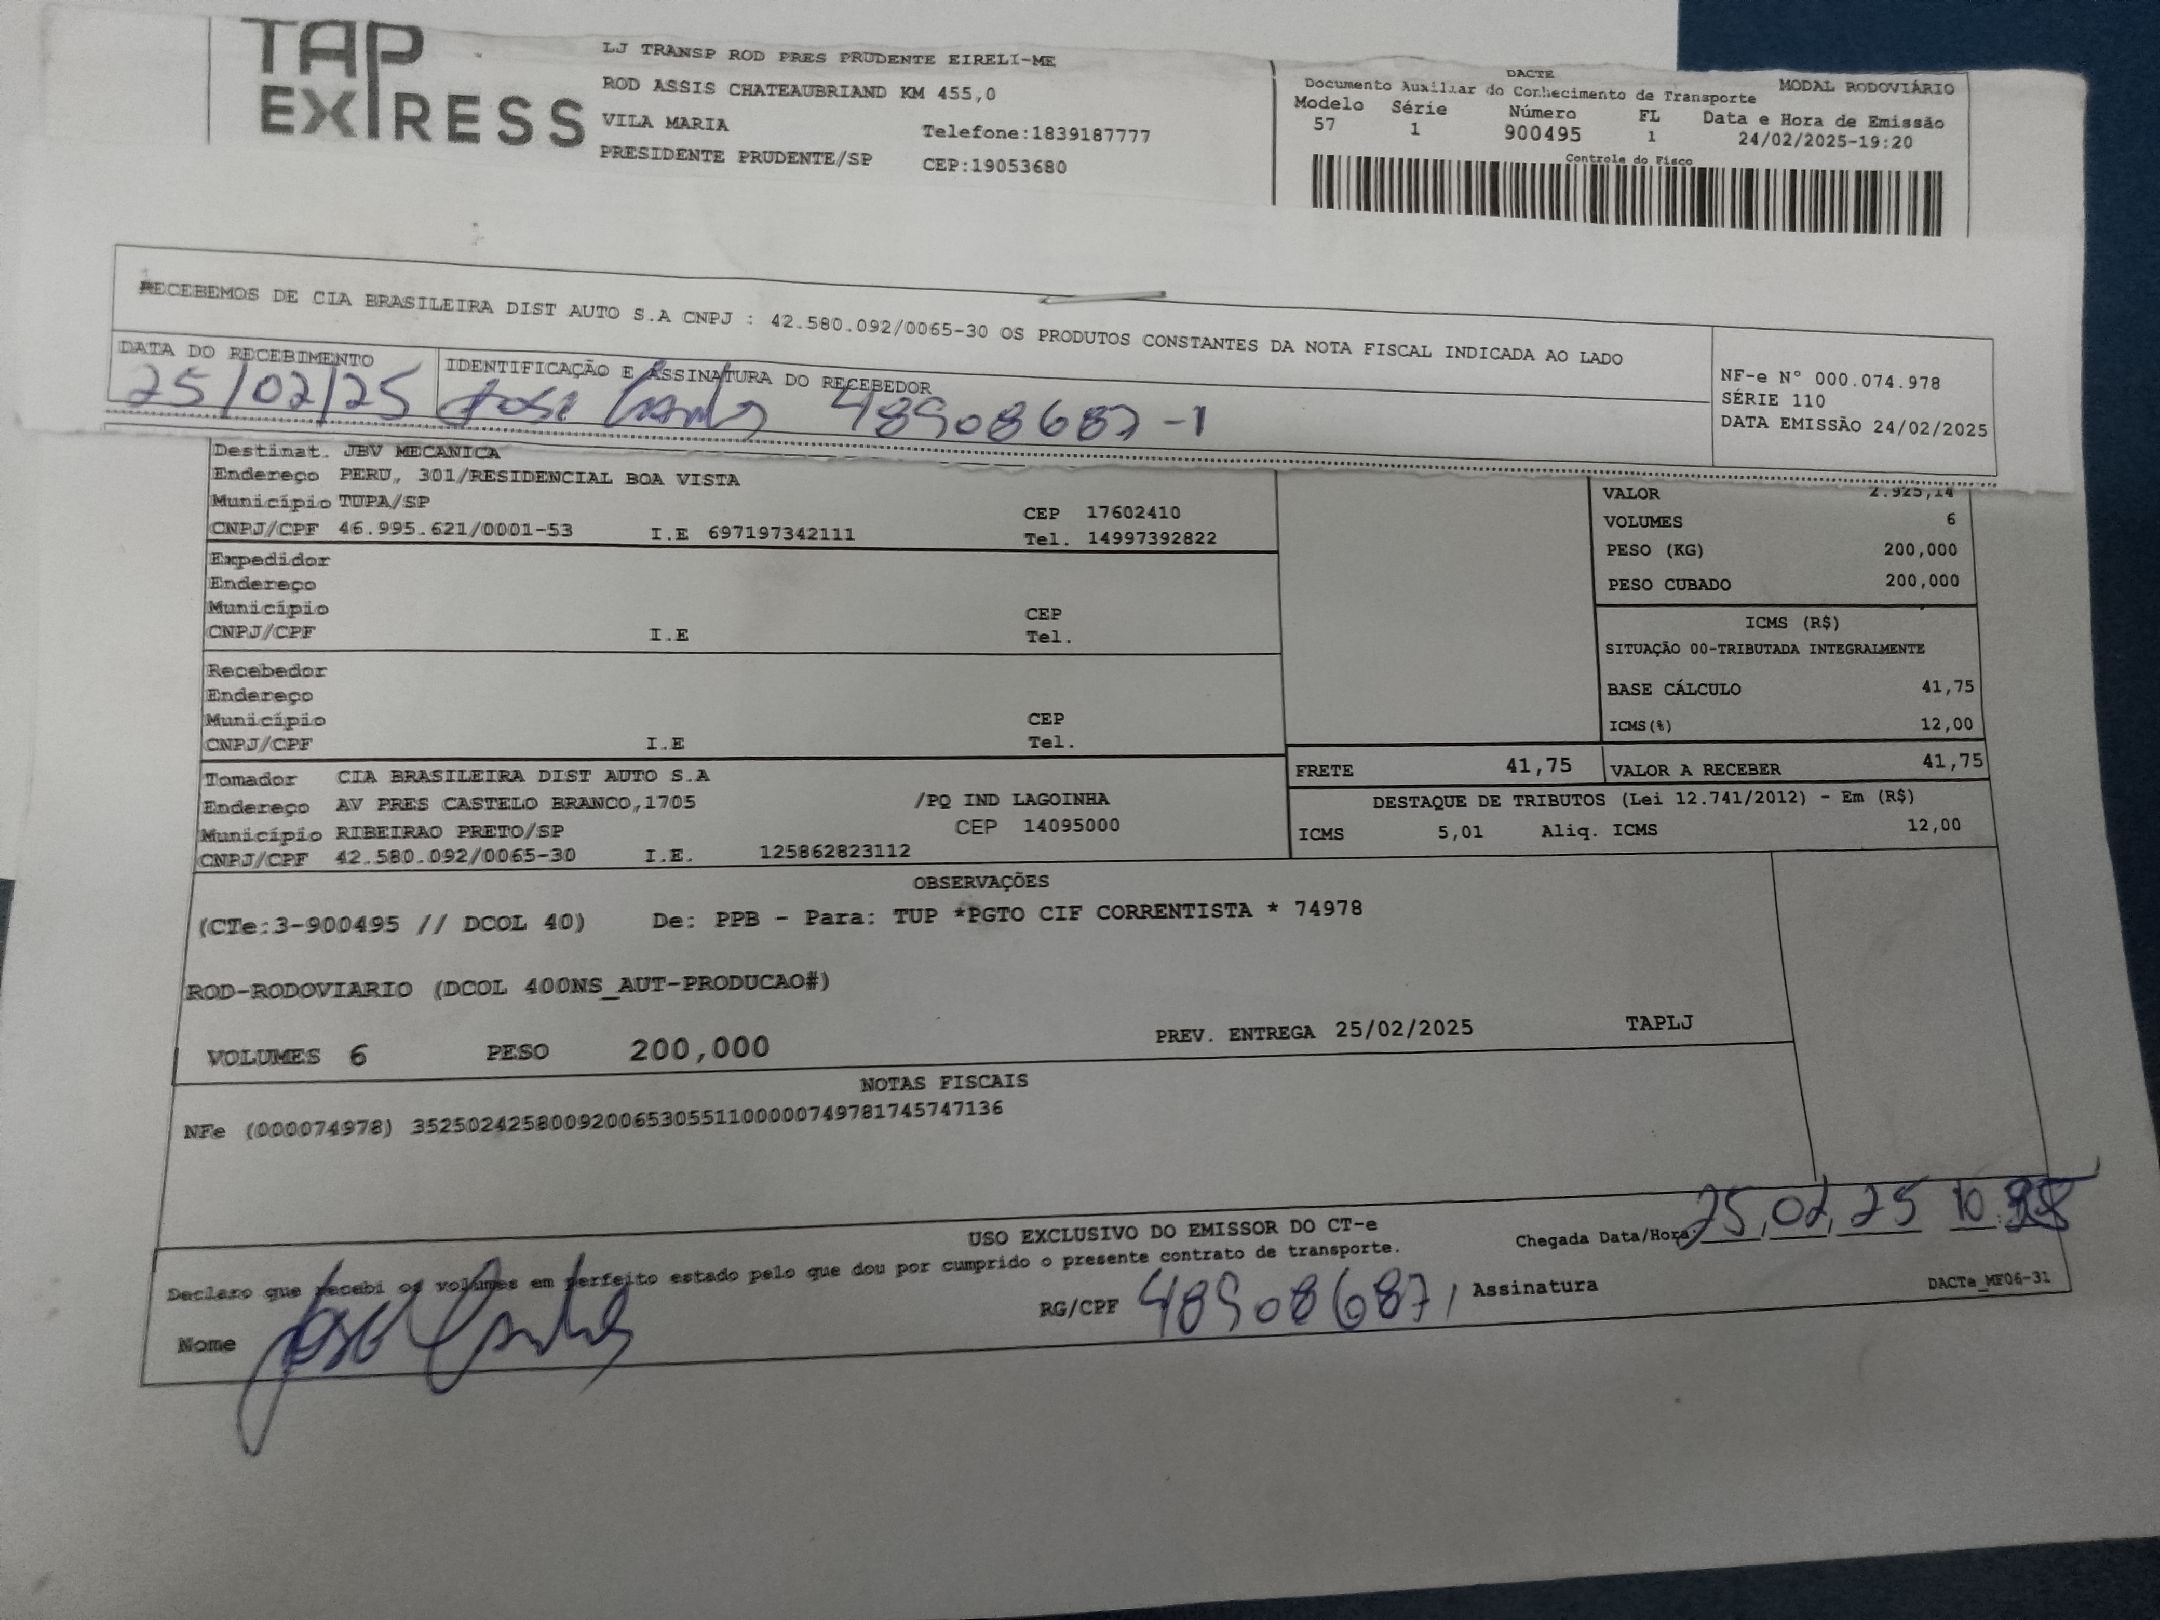 TAP
EXPRESS
LJ TRANSP ROD PRES PRUDENTE EIRELI-ME
ROD ASSIS CHATEAUBRIAND KM 455,0
VILA MARIA Telefone:1839187777
PRESIDENTE PRUDENTE/SP CEP:19053680
DACTE
Documento Auxiliar do Conhecimento de Transporte MODAL RODOVIÁRIO
Modelo Série Número FL Data e Hora de Emissão
57 1 900495 1 24/02/2025-19:20
Controle do Fisco
RECEBEMOS DE CIA BRASILEIRA DIST AUTO S.A CNPJ : 42.580.092/0065-30 OS PRODUTOS CONSTANTES DA NOTA FISCAL INDICADA AO LADO
DATA DO RECEBIMENTO IDENTIFICAÇÃO E ASSINATURA DO RECEBEDOR
25/02/25 Jose 48908687-1
NF-e Nº 000.074.978
SÉRIE 110
DATA EMISSÃO 24/02/2025
Destinat. JBV MECANICA
Endereço PERU, 301/RESIDENCIAL BOA VISTA
Município TUPA/SP CEP 17602410
CNPJ/CPF 46.995.621/0001-53 I.E 697197342111 Tel. 14997392822
VALOR 2.925,14
VOLUMES 6
PESO (KG) 200,000
PESO CUBADO 200,000
Expedidor
Endereço
Município CEP
CNPJ/CPF I.E Tel.
ICMS (R$)
SITUAÇÃO 00-TRIBUTADA INTEGRALMENTE
BASE CÁLCULO 41,75
ICMS(%) 12,00
Recebedor
Endereço
Município CEP
CNPJ/CPF I.E Tel.
FRETE 41,75 VALOR A RECEBER 41,75
Tomador CIA BRASILEIRA DIST AUTO S.A
Endereço AV PRES CASTELO BRANCO,1705 /PQ IND LAGOINHA
Município RIBEIRAO PRETO/SP CEP 14095000
CNPJ/CPF 42.580.092/0065-30 I.E. 125862823112
DESTAQUE DE TRIBUTOS (Lei 12.741/2012) - Em (R$)
ICMS 5,01 Aliq. ICMS 12,00
OBSERVAÇÕES
(CTe:3-900495 // DCOL 40) De: PPB - Para: TUP *PGTO CIF CORRENTISTA * 74978
ROD-RODOVIARIO (DCOL 400NS_AUT-PRODUCAO#)
VOLUMES 6 PESO 200,000 PREV. ENTREGA 25/02/2025 TAPLJ
NOTAS FISCAIS
NFe (000074978) 35250242580092006530551100000749781745747136
USO EXCLUSIVO DO EMISSOR DO CT-e
Declaro que recebi os volumes em perfeito estado pelo que dou por cumprido o presente contrato de transporte.
Chegada Data/Hora 25,02,25 10:
Nome Jose RG/CPF 489086871 Assinatura
DACTe_MF06-31